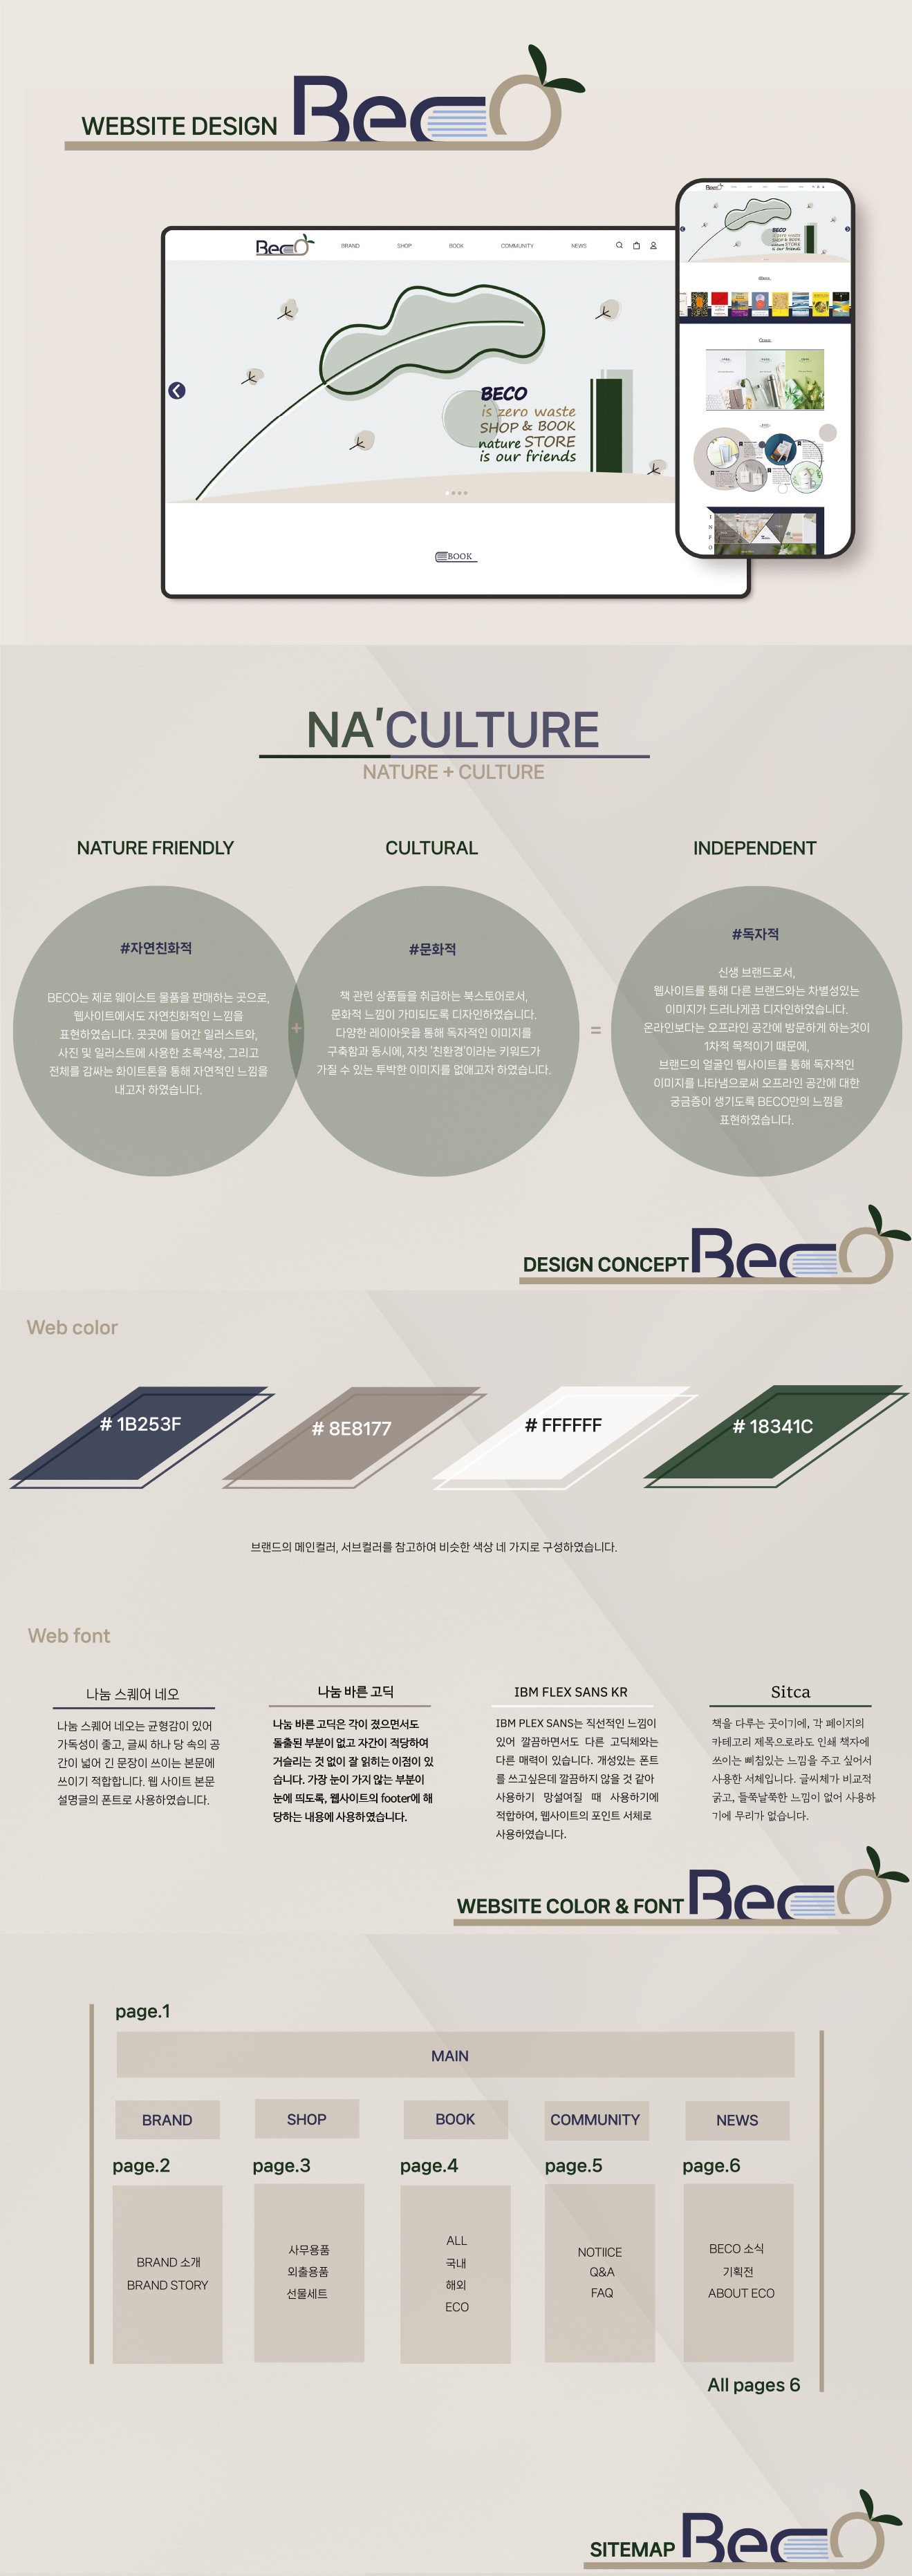 WEBSITE DESIGN Beco
Beco BRAND SHOP BOOK COMMUNITY NEWS
BECO
is zero waste
SHOP & BOOK
nature STORE
is our friends
BOOK
Beco
BECO
is zero waste
SHOP & BOOK
nature STORE
is our friends
I
N
F
O
NA'CULTURE
NATURE + CULTURE
NATURE FRIENDLY
#자연친화적
BECO는 제로 웨이스트 물품을 판매하는 곳으로,
웹사이트에서도 자연친화적인 느낌을
표현하였습니다. 곳곳에 들어간 일러스트와,
사진 및 일러스트에 사용한 초록색상, 그리고
전체를 감싸는 화이트톤을 통해 자연적인 느낌을
내고자 하였습니다.
+
CULTURAL
#문화적
책 관련 상품들을 취급하는 북스토어로서,
문화적 느낌이 가미되도록 디자인하였습니다.
다양한 레이아웃을 통해 독자적인 이미지를
구축함과 동시에, 자칫 '친환경'이라는 키워드가
가질 수 있는 투박한 이미지를 없애고자 하였습니다.
=
INDEPENDENT
#독자적
신생 브랜드로서,
웹사이트를 통해 다른 브랜드와는 차별성있는
이미지가 드러나게끔 디자인하였습니다.
온라인보다는 오프라인 공간에 방문하게 하는것이
1차적 목적이기 때문에,
브랜드의 얼굴인 웹사이트를 통해 독자적인
이미지를 나타냄으로써 오프라인 공간에 대한
궁금증이 생기도록 BECO만의 느낌을
표현하였습니다.
DESIGN CONCEPT Beco
Web color
# 1B253F
# 8E8177
# FFFFFF
# 18341C
브랜드의 메인컬러, 서브컬러를 참고하여 비슷한 색상 네 가지로 구성하였습니다.
Web font
나눔 스퀘어 네오
나눔 스퀘어 네오는 균형감이 있어
가독성이 좋고, 글씨 하나 당 속의 공
간이 넓어 긴 문장이 쓰이는 본문에
쓰이기 적합합니다. 웹 사이트 본문
설명글의 폰트로 사용하였습니다.
나눔 바른 고딕
나눔 바른 고딕은 각이 졌으면서도
돌출된 부분이 없고 자간이 적당하여
거슬리는 것 없이 잘 읽히는 이점이 있
습니다. 가장 눈이 가지 않는 부분이
눈에 띄도록, 웹사이트의 footer에 해
당하는 내용에 사용하였습니다.
IBM FLEX SANS KR
IBM PLEX SANS는 직선적인 느낌이
있어 깔끔하면서도 다른 고딕체와는
다른 매력이 있습니다. 개성있는 폰트
를 쓰고싶은데 깔끔하지 않을 것 같아
사용하기 망설여질 때 사용하기에
적합하여, 웹사이트의 포인트 서체로
사용하였습니다.
Sitca
책을 다루는 곳이기에, 각 페이지의
카테고리 제목으로라도 인쇄 책자에
쓰이는 삐침있는 느낌을 주고 싶어서
사용한 서체입니다. 글씨체가 비교적
굵고, 들쭉날쭉한 느낌이 없어 사용하
기에 무리가 없습니다.
WEBSITE COLOR & FONT Beco
page.1
MAIN
BRAND SHOP BOOK COMMUNITY NEWS
page.2
BRAND 소개
BRAND STORY
page.3
사무용품
외출용품
선물세트
page.4
ALL
국내
해외
ECO
page.5
NOTIICE
Q&A
FAQ
page.6
BECO 소식
기획전
ABOUT ECO
All pages 6
SITEMAP Beco